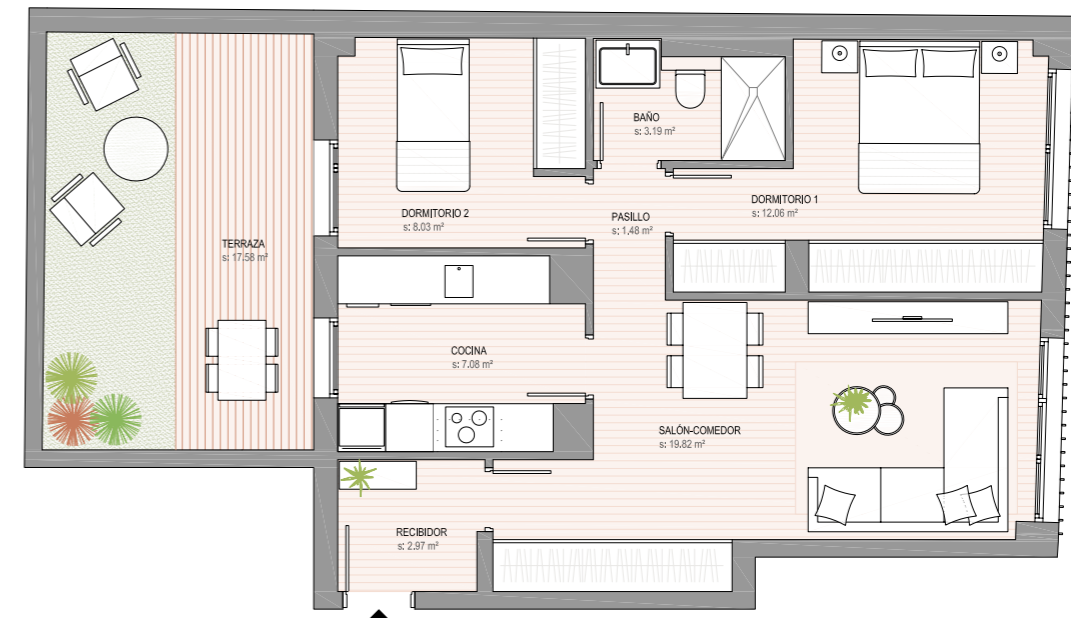 BAÑO
s: 3.19 m²
DORMITORIO 2
s: 8.03 m²
PASILLO
s: 1,48 m²
DORMITORIO 1
s: 12.06 m²
TERRAZA
s: 17.58 m²
COCINA
s: 7.08 m²
SALÓN-COMEDOR
s: 19.82 m²
RECIBIDOR
s: 2.97 m²